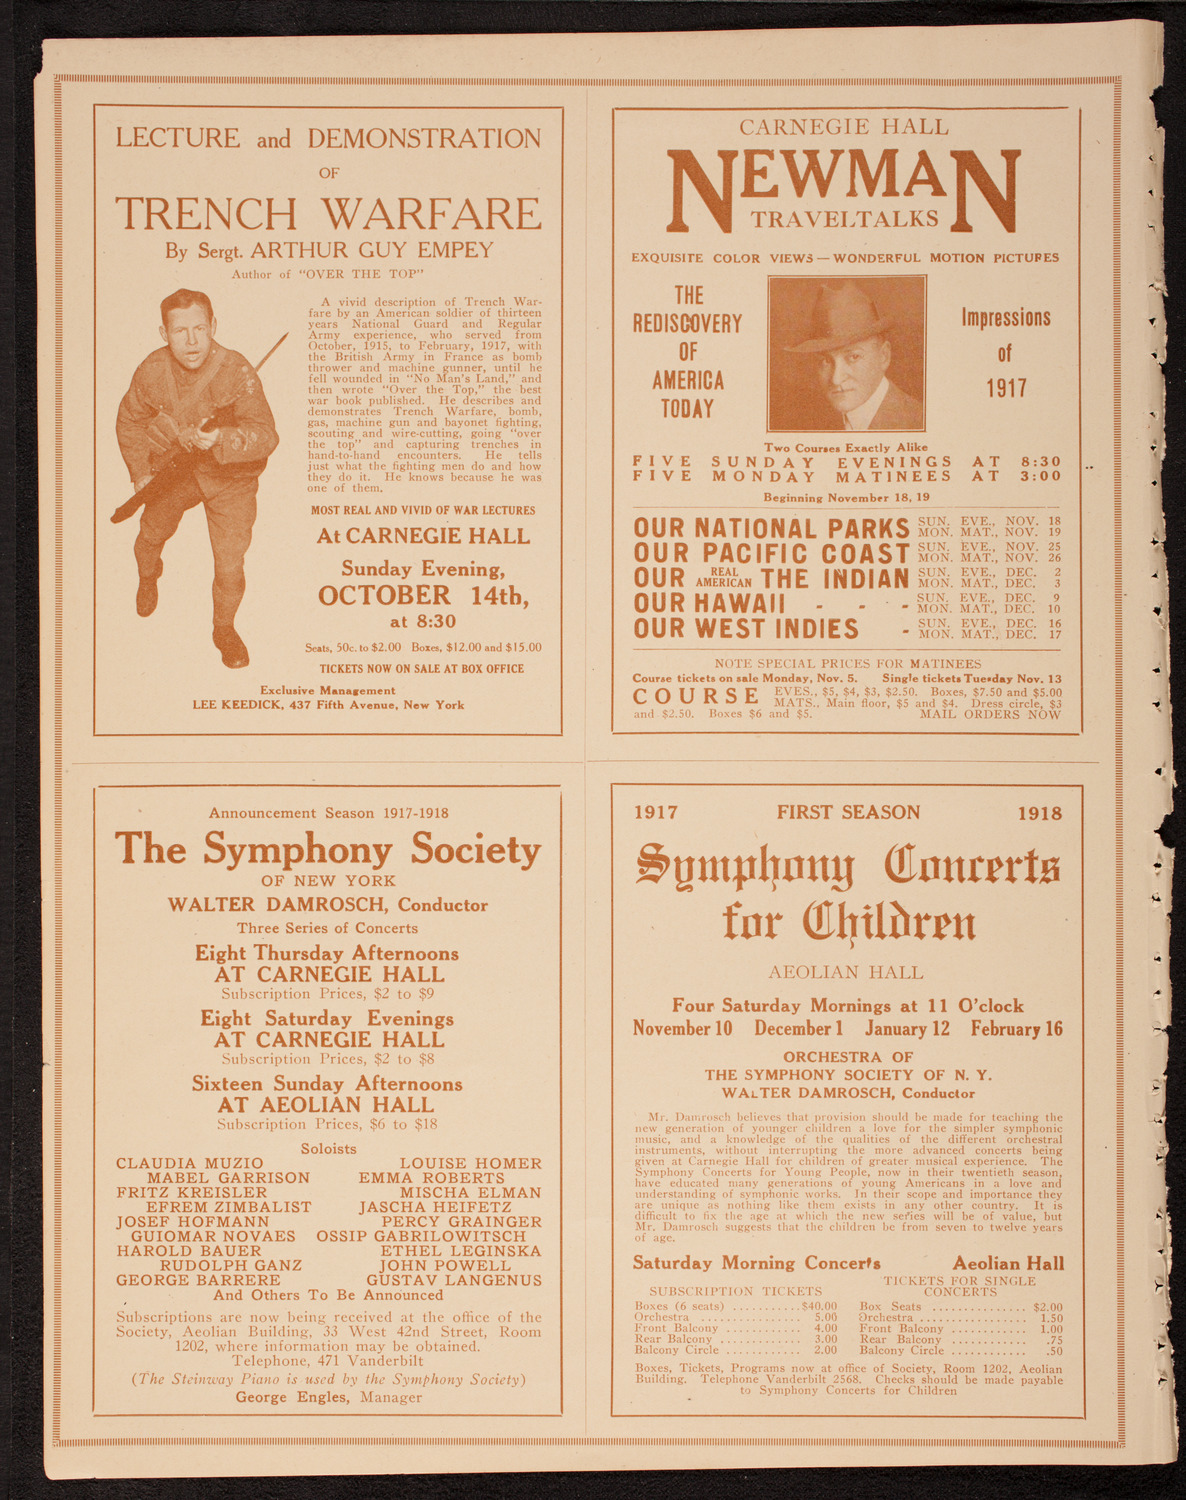 LECTURE and DEMONSTRATION
OF
TRENCH WARFARE
By Sergt. ARTHUR GUY EMPEY
Author of "OVER THE TOP"
A vivid description of Trench War-
fare by an American soldier of thirteen
years National Guard and Regular
Army experience, who served from
October, 1915, to February, 1917, with
the British Army in France as bomb
thrower and machine gunner, until he
fell wounded in "No Man's Land," and
then wrote "Over the Top," the best
war book published. He describes and
demonstrates Trench Warfare, bomb,
gas, machine gun and bayonet fighting,
scouting and wire-cutting, going "over
the top" and capturing trenches in
hand-to-hand encounters. He tells
just what the fighting men do and how
they do it. He knows because he was
one of them.
MOST REAL AND VIVID OF WAR LECTURES
At CARNEGIE HALL
Sunday Evening,
OCTOBER 14th,
at 8:30
Seats, 50c. to $2.00 Boxes, $12.00 and $15.00
TICKETS NOW ON SALE AT BOX OFFICE
Exclusive Management
LEE KEEDICK, 437 Fifth Avenue, New York
CARNEGIE HALL
NEWMAN
TRAVELTALKS
EXQUISITE COLOR VIEWS — WONDERFUL MOTION PICTURES
THE
REDISCOVERY
OF
AMERICA
TODAY
Impressions
of
1917
Two Courses Exactly Alike
FIVE SUNDAY EVENINGS AT 8:30
FIVE MONDAY MATINEES AT 3:00
Beginning November 18, 19
OUR NATIONAL PARKS SUN. EVE., NOV. 18
MON. MAT., NOV. 19
OUR PACIFIC COAST SUN. EVE., NOV. 25
MON. MAT., NOV. 26
OUR REAL AMERICAN THE INDIAN SUN. EVE., DEC. 2
MON. MAT., DEC. 3
OUR HAWAII - - - - SUN. EVE., DEC. 9
MON. MAT., DEC. 10
OUR WEST INDIES - SUN. EVE., DEC. 16
MON. MAT., DEC. 17
NOTE SPECIAL PRICES FOR MATINEES
Course tickets on sale Monday, Nov. 5. Single tickets Tuesday Nov. 13
COURSE EVES., $5, $4, $3, $2.50. Boxes, $7.50 and $5.00
MATS., Main floor, $5 and $4. Dress circle, $3
and $2.50. Boxes $6 and $5. MAIL ORDERS NOW
Announcement Season 1917-1918
The Symphony Society
OF NEW YORK
WALTER DAMROSCH, Conductor
Three Series of Concerts
Eight Thursday Afternoons
AT CARNEGIE HALL
Subscription Prices, $2 to $9
Eight Saturday Evenings
AT CARNEGIE HALL
Subscription Prices, $2 to $8
Sixteen Sunday Afternoons
AT AEOLIAN HALL
Subscription Prices, $6 to $18
Soloists
CLAUDIA MUZIO LOUISE HOMER
MABEL GARRISON EMMA ROBERTS
FRITZ KREISLER MISCHA ELMAN
EFREM ZIMBALIST JASCHA HEIFETZ
JOSEF HOFMANN PERCY GRAINGER
GUIOMAR NOVAES OSSIP GABRILOWITSCH
HAROLD BAUER ETHEL LEGINSKA
RUDOLPH GANZ JOHN POWELL
GEORGE BARRERE GUSTAV LANGENUS
And Others To Be Announced
Subscriptions are now being received at the office of the
Society, Aeolian Building, 33 West 42nd Street, Room
1202, where information may be obtained.
Telephone, 471 Vanderbilt
(The Steinway Piano is used by the Symphony Society)
George Engles, Manager
1917 FIRST SEASON 1918
Symphony Concerts
for Children
AEOLIAN HALL
Four Saturday Mornings at 11 O'clock
November 10 December 1 January 12 February 16
ORCHESTRA OF
THE SYMPHONY SOCIETY OF N. Y.
WALTER DAMROSCH, Conductor
Mr. Damrosch believes that provision should be made for teaching the
new generation of younger children a love for the simpler symphonic
music, and a knowledge of the qualities of the different orchestral
instruments, without interrupting the more advanced concerts being
given at Carnegie Hall for children of greater musical experience. The
Symphony Concerts for Young People, now in their twentieth season,
have educated many generations of young Americans in a love and
understanding of symphonic works. In their scope and importance they
are unique as nothing like them exists in any other country. It is
difficult to fix the age at which the new series will be of value, but
Mr. Damrosch suggests that the children be from seven to twelve years
of age.
Saturday Morning Concerts Aeolian Hall
SUBSCRIPTION TICKETS
Boxes (6 seats) .......... $40.00
Orchestra ................ 5.00
Front Balcony ............ 4.00
Rear Balcony ............ 3.00
Balcony Circle ............ 2.00
TICKETS FOR SINGLE
CONCERTS
Box Seats ............... $2.00
Orchestra ................. 1.50
Front Balcony ............ 1.00
Rear Balcony ............ .75
Balcony Circle ............ .50
Boxes, Tickets, Programs now at office of Society, Room 1202, Aeolian
Building. Telephone Vanderbilt 2568. Checks should be made payable
to Symphony Concerts for Children